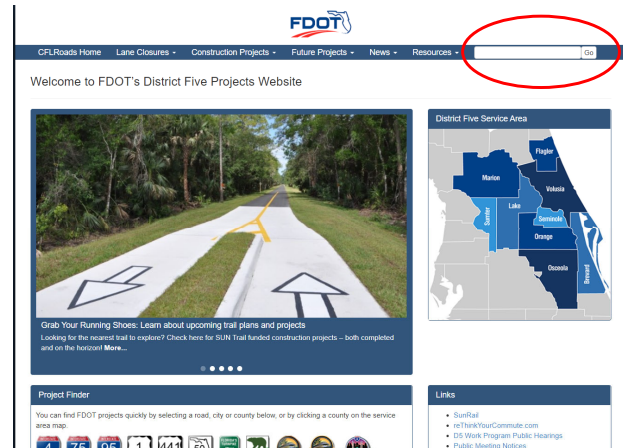 FDOT
CFLRoads Home Lane Closures Construction Projects Future Projects News Resources Go
Welcome to FDOT's District Five Projects Website
District Five Service Area
Flagler
Marion
Volusia
Lake
Sumter
Seminole
Orange
Osceola
Brevard
Grab Your Running Shoes: Learn about upcoming trail plans and projects
Looking for the nearest trail to explore? Check here for SUN Trail funded construction projects – both completed
and on the horizon! More...
Project Finder
You can find FDOT projects quickly by selecting a road, city or county below, or by clicking a county on the service
area map.
4 75 95 1 441 50
Links
• SunRail
• reThinkYourCommute.com
• D5 Work Program Public Hearings
• Public Meeting Notices